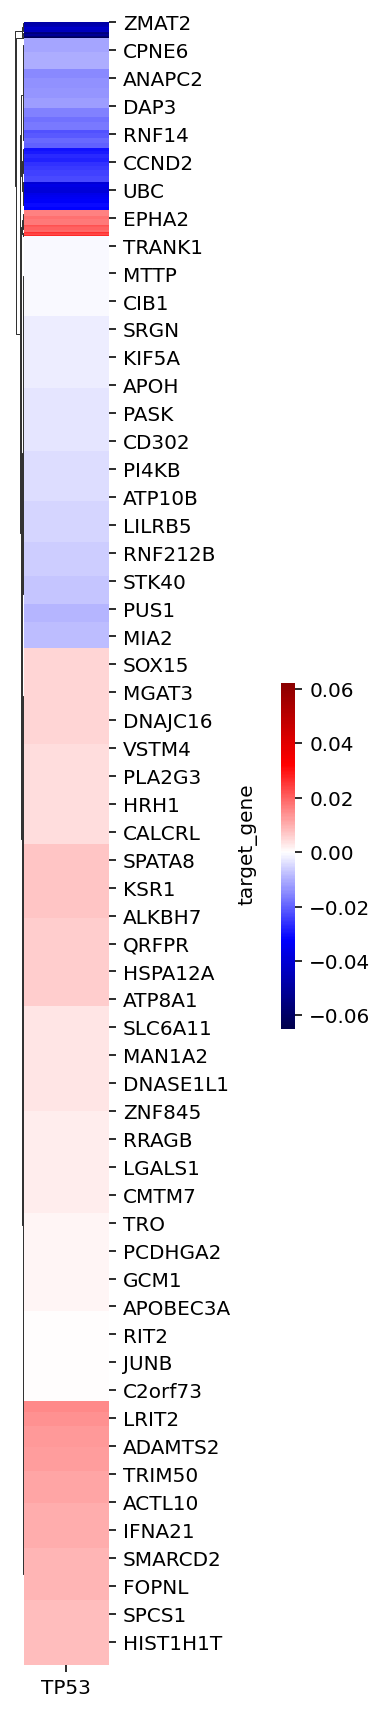 ZMAT2
CPNE6
ANAPC2
DAP3
RNF14
CCND2
UBC
EPHA2
TRANK1
MTTP
CIB1
SRGN
KIF5A
APOH
PASK
CD302
PI4KB
ATP10B
LILRB5
RNF212B
STK40
PUS1
MIA2
SOX15
MGAT3
DNAJC16
VSTM4
PLA2G3
HRH1
CALCRL
SPATA8
KSR1
ALKBH7
QRFPR
HSPA12A
ATP8A1
SLC6A11
MAN1A2
DNASE1L1
ZNF845
RRAGB
LGALS1
CMTM7
TRO
PCDHGA2
GCM1
APOBEC3A
RIT2
JUNB
C2orf73
LRIT2
ADAMTS2
TRIM50
ACTL10
IFNA21
SMARCD2
FOPNL
SPCS1
HIST1H1T
TP53
target_gene
0.06
0.04
0.02
0.00
−0.02
−0.04
−0.06